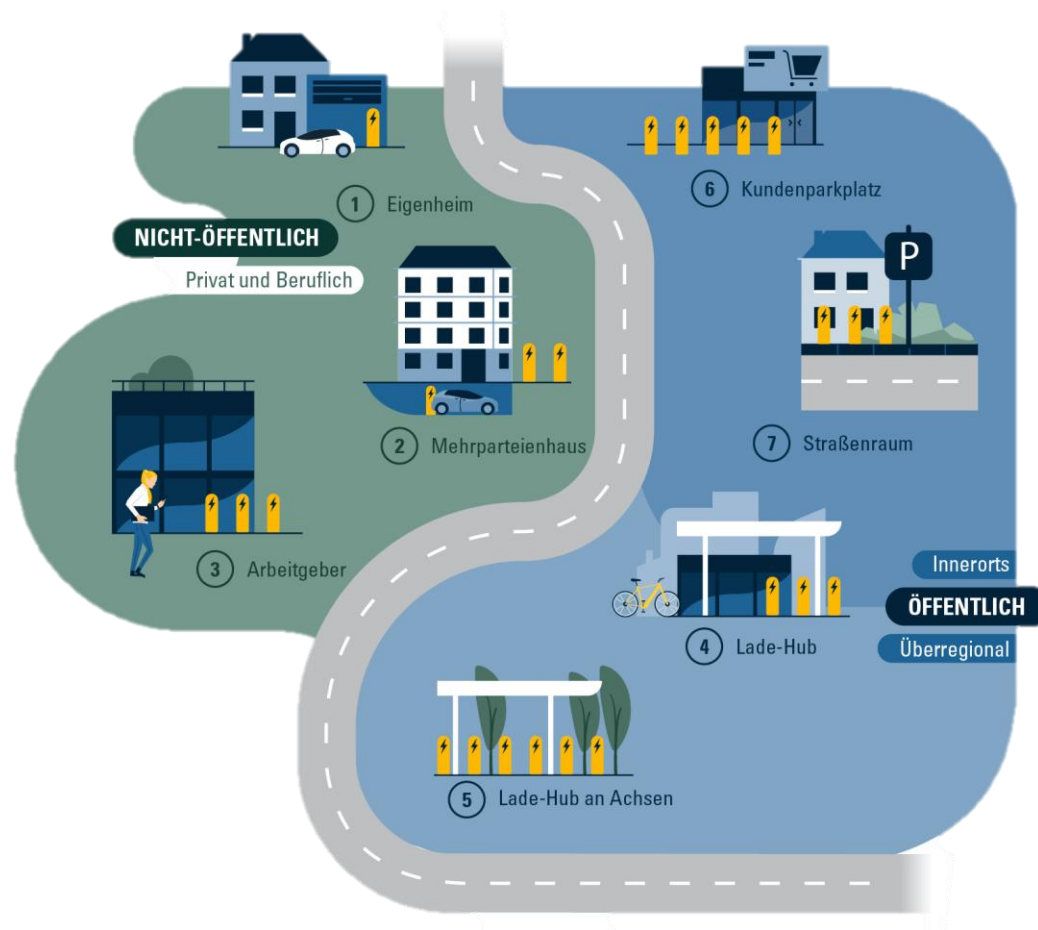 1 Eigenheim
NICHT-ÖFFENTLICH
Privat und Beruflich
2 Mehrparteienhaus
3 Arbeitgeber
6 Kundenparkplatz
P
7 Straßenraum
Innerorts
ÖFFENTLICH
Überregional
4 Lade-Hub
5 Lade-Hub an Achsen